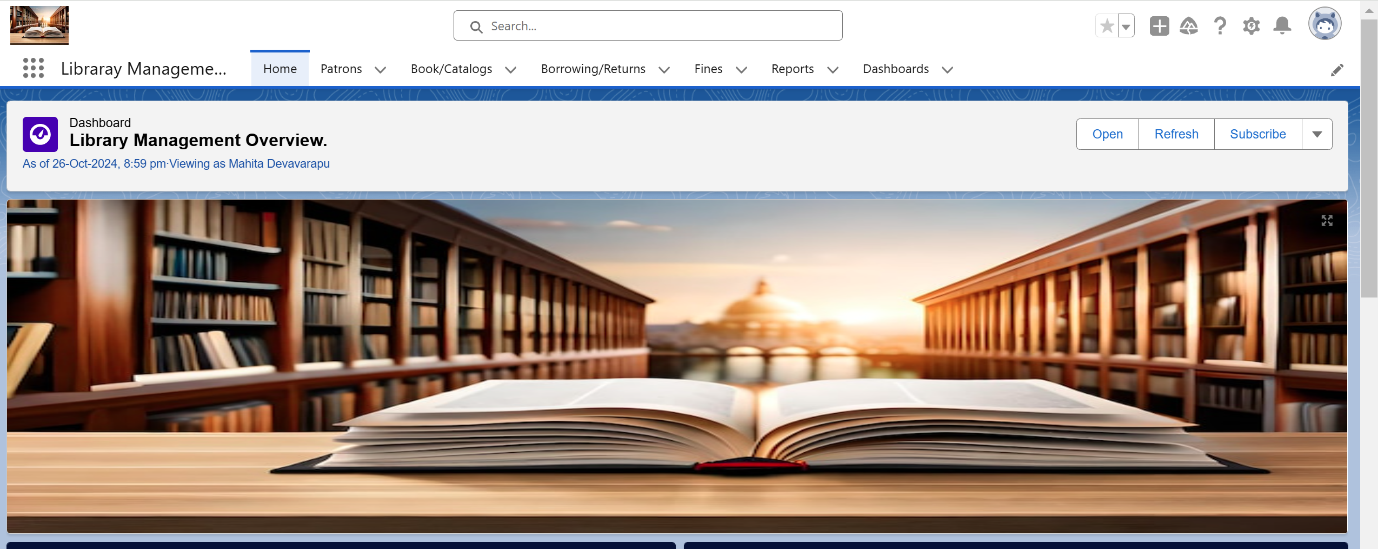 Search...
Libraray Manageme...
Home
Patrons
Book/Catalogs
Borrowing/Returns
Fines
Reports
Dashboards
Dashboard
Library Management Overview.
As of 26-Oct-2024, 8:59 pm·Viewing as Mahita Devavarapu
Open
Refresh
Subscribe